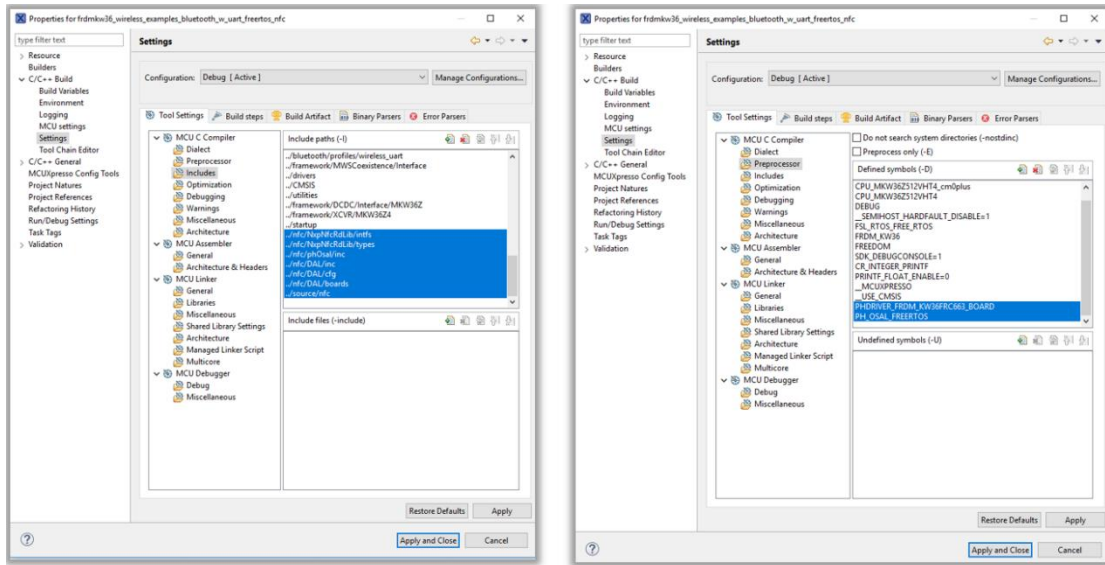 Properties for frdmkw36_wireless_examples_bluetooth_w_uart_freertos_nfc
type filter text
Resource
Builders
C/C++ Build
Build Variables
Environment
Logging
MCU settings
Settings
Tool Chain Editor
C/C++ General
MCUXpresso Config Tools
Project Natures
Project References
Refactoring History
Run/Debug Settings
Task Tags
Validation
Settings
Configuration: Debug [ Active ]
Manage Configurations...
Tool Settings Build steps Build Artifact Binary Parsers Error Parsers
MCU C Compiler
Dialect
Preprocessor
Includes
Optimization
Debugging
Warnings
Miscellaneous
Architecture
MCU Assembler
General
Architecture & Headers
MCU Linker
General
Libraries
Miscellaneous
Shared Library Settings
Architecture
Managed Linker Script
Multicore
MCU Debugger
Debug
Miscellaneous
Include paths (-I)
../bluetooth/profiles/wireless_uart
../framework/MWSCoexistence/Interface
../drivers
../CMSIS
../utilities
../framework/DCDC/Interface/MKW36Z
../framework/XCVR/MKW36Z4
../startup
../nfc/NxpNfcRdLib/intfs
../nfc/NxpNfcRdLib/types
../nfc/phOsal/inc
../nfc/DAL/inc
../nfc/DAL/cfg
../nfc/DAL/boards
../source/nfc
Include files (-include)
Restore Defaults Apply
Apply and Close Cancel
Properties for frdmkw36_wireless_examples_bluetooth_w_uart_freertos_nfc
type filter text
Resource
Builders
C/C++ Build
Build Variables
Environment
Logging
MCU settings
Settings
Tool Chain Editor
C/C++ General
MCUXpresso Config Tools
Project Natures
Project References
Refactoring History
Run/Debug Settings
Task Tags
Validation
Settings
Configuration: Debug [ Active ]
Manage Configurations...
Tool Settings Build steps Build Artifact Binary Parsers Error Parsers
MCU C Compiler
Dialect
Preprocessor
Includes
Optimization
Debugging
Warnings
Miscellaneous
Architecture
MCU Assembler
General
Architecture & Headers
MCU Linker
General
Libraries
Miscellaneous
Shared Library Settings
Architecture
Managed Linker Script
Multicore
MCU Debugger
Debug
Miscellaneous
Do not search system directories (-nostdinc)
Preprocess only (-E)
Defined symbols (-D)
CPU_MKW36Z512VHT4_cm0plus
CPU_MKW36Z512VHT4
DEBUG
__SEMIHOST_HARDFAULT_DISABLE=1
FSL_RTOS_FREE_RTOS
FRDM_KW36
FREEDOM
SDK_DEBUGCONSOLE=1
CR_INTEGER_PRINTF
PRINTF_FLOAT_ENABLE=0
__MCUXPRESSO
__USE_CMSIS
PHDRIVER_FRDM_KW36FRC663_BOARD
PH_OSAL_FREERTOS
Undefined symbols (-U)
Restore Defaults Apply
Apply and Close Cancel